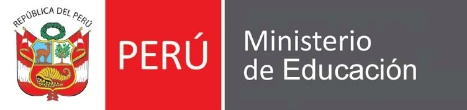 REPÚBLICA DEL PERÚ
PERÚ
Ministerio
de Educación